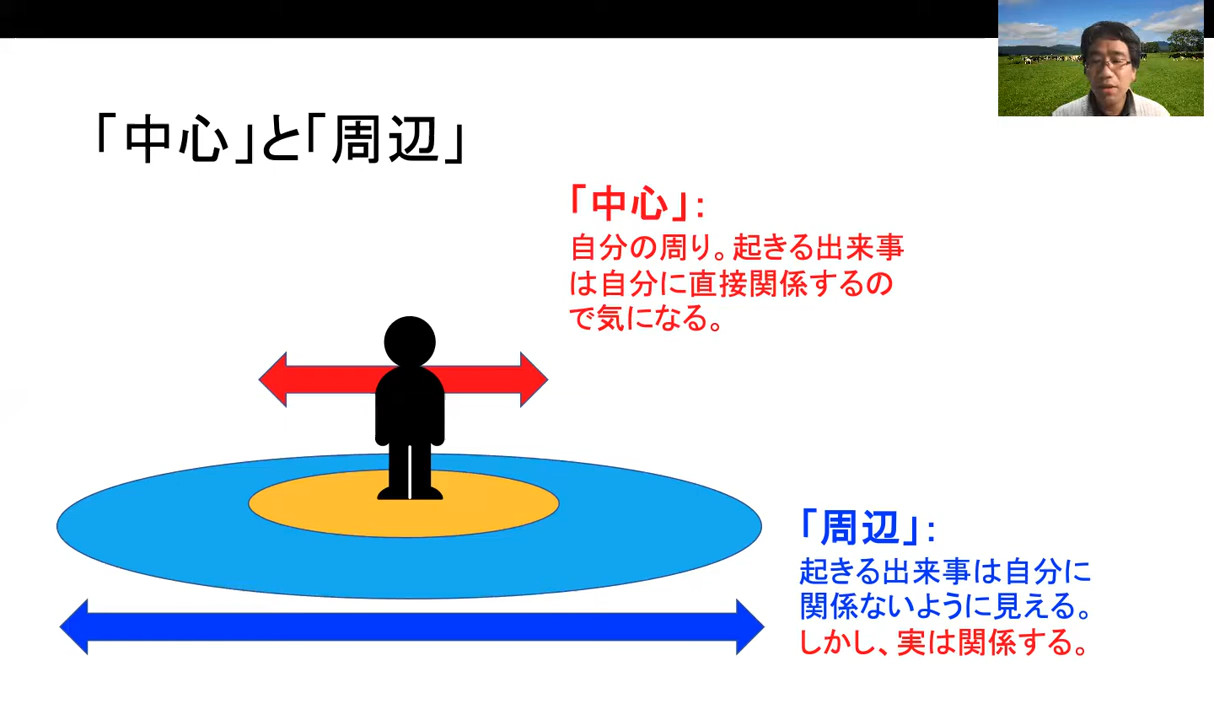 「中心」と「周辺」
「中心」：
自分の周り。起きる出来事
は自分に直接関係するの
で気になる。
「周辺」：
起きる出来事は自分に
関係ないように見える。
しかし、実は関係する。